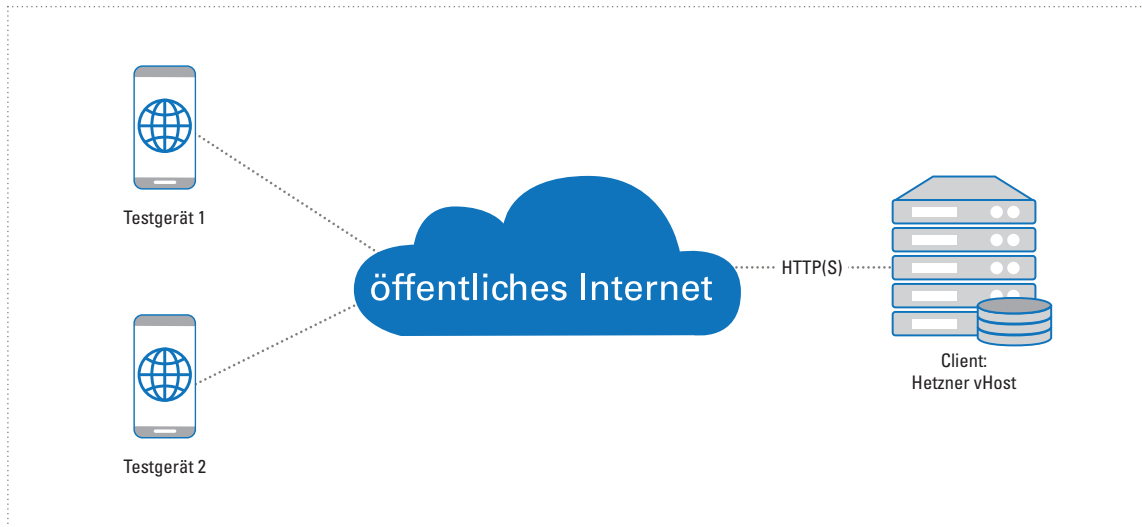 Testgerät 1
öffentliches Internet
HTTP(S)
Client:
Hetzner vHost
Testgerät 2